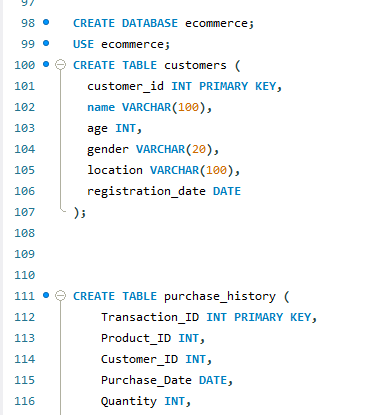 97
98 CREATE DATABASE ecommerce;
99 USE ecommerce;
100 CREATE TABLE customers (
101 customer_id INT PRIMARY KEY,
102 name VARCHAR(100),
103 age INT,
104 gender VARCHAR(20),
105 location VARCHAR(100),
106 registration_date DATE
107 );
108
109
110
111 CREATE TABLE purchase_history (
112 Transaction_ID INT PRIMARY KEY,
113 Product_ID INT,
114 Customer_ID INT,
115 Purchase_Date DATE,
116 Quantity INT,